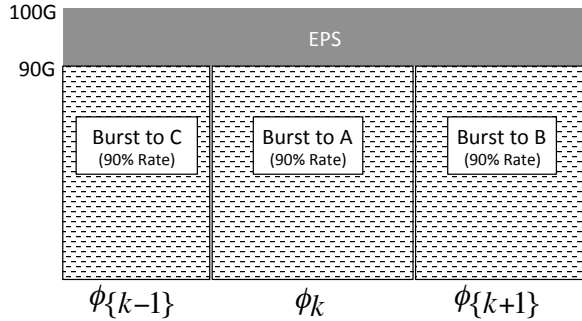 100G
EPS
90G
Burst to C
(90% Rate)
Burst to A
(90% Rate)
Burst to B
(90% Rate)
ϕ{k−1}
ϕk
ϕ{k+1}